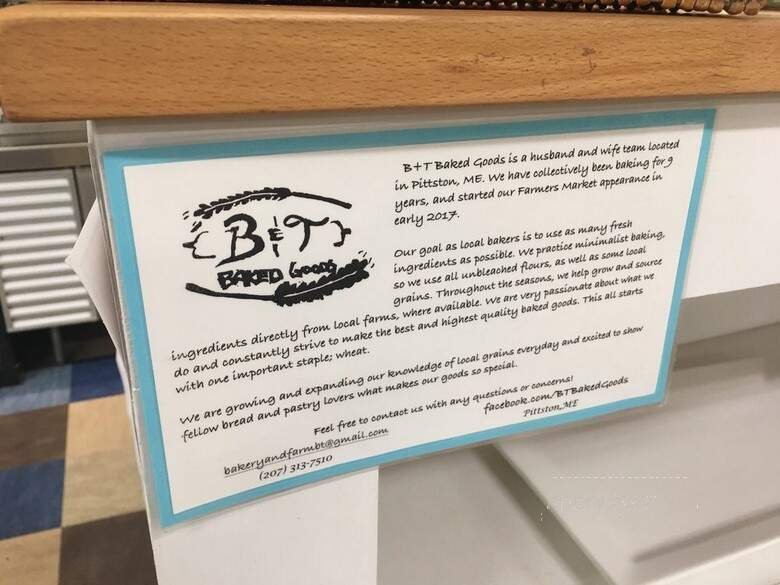 B&T
BAKED GOODS
B+T Baked Goods is a husband and wife team located
in Pittston, ME. We have collectively been baking for 9
years, and started our Farmers Market appearance in
early 2017.
Our goal as local bakers is to use as many fresh
ingredients as possible. We practice minimalist baking,
so we use all unbleached flours, as well as some local
grains. Throughout the seasons, we help grow and source
ingredients directly from local farms, where available. We are very passionate about what we
do and constantly strive to make the best and highest quality baked goods. This all starts
with one important staple; wheat.
We are growing and expanding our knowledge of local grains everyday and excited to show
fellow bread and pastry lovers what makes our goods so special.
Feel free to contact us with any questions or concerns!
bakeryandfarmbt@gmail.com
(207) 313-7510
facebook.com/BTBakedGoods
Pittston, ME